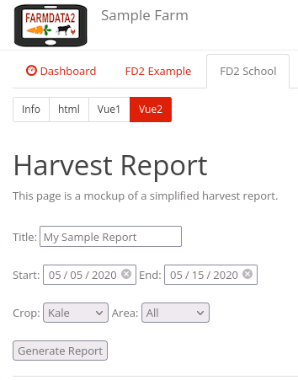 FARMDATA2
Sample Farm
Dashboard FD2 Example FD2 School
Info html Vue1 Vue2
Harvest Report
This page is a mockup of a simplified harvest report.
Title: My Sample Report
Start: 05 / 05 / 2020 End: 05 / 15 / 2020
Crop: Kale Area: All
Generate Report